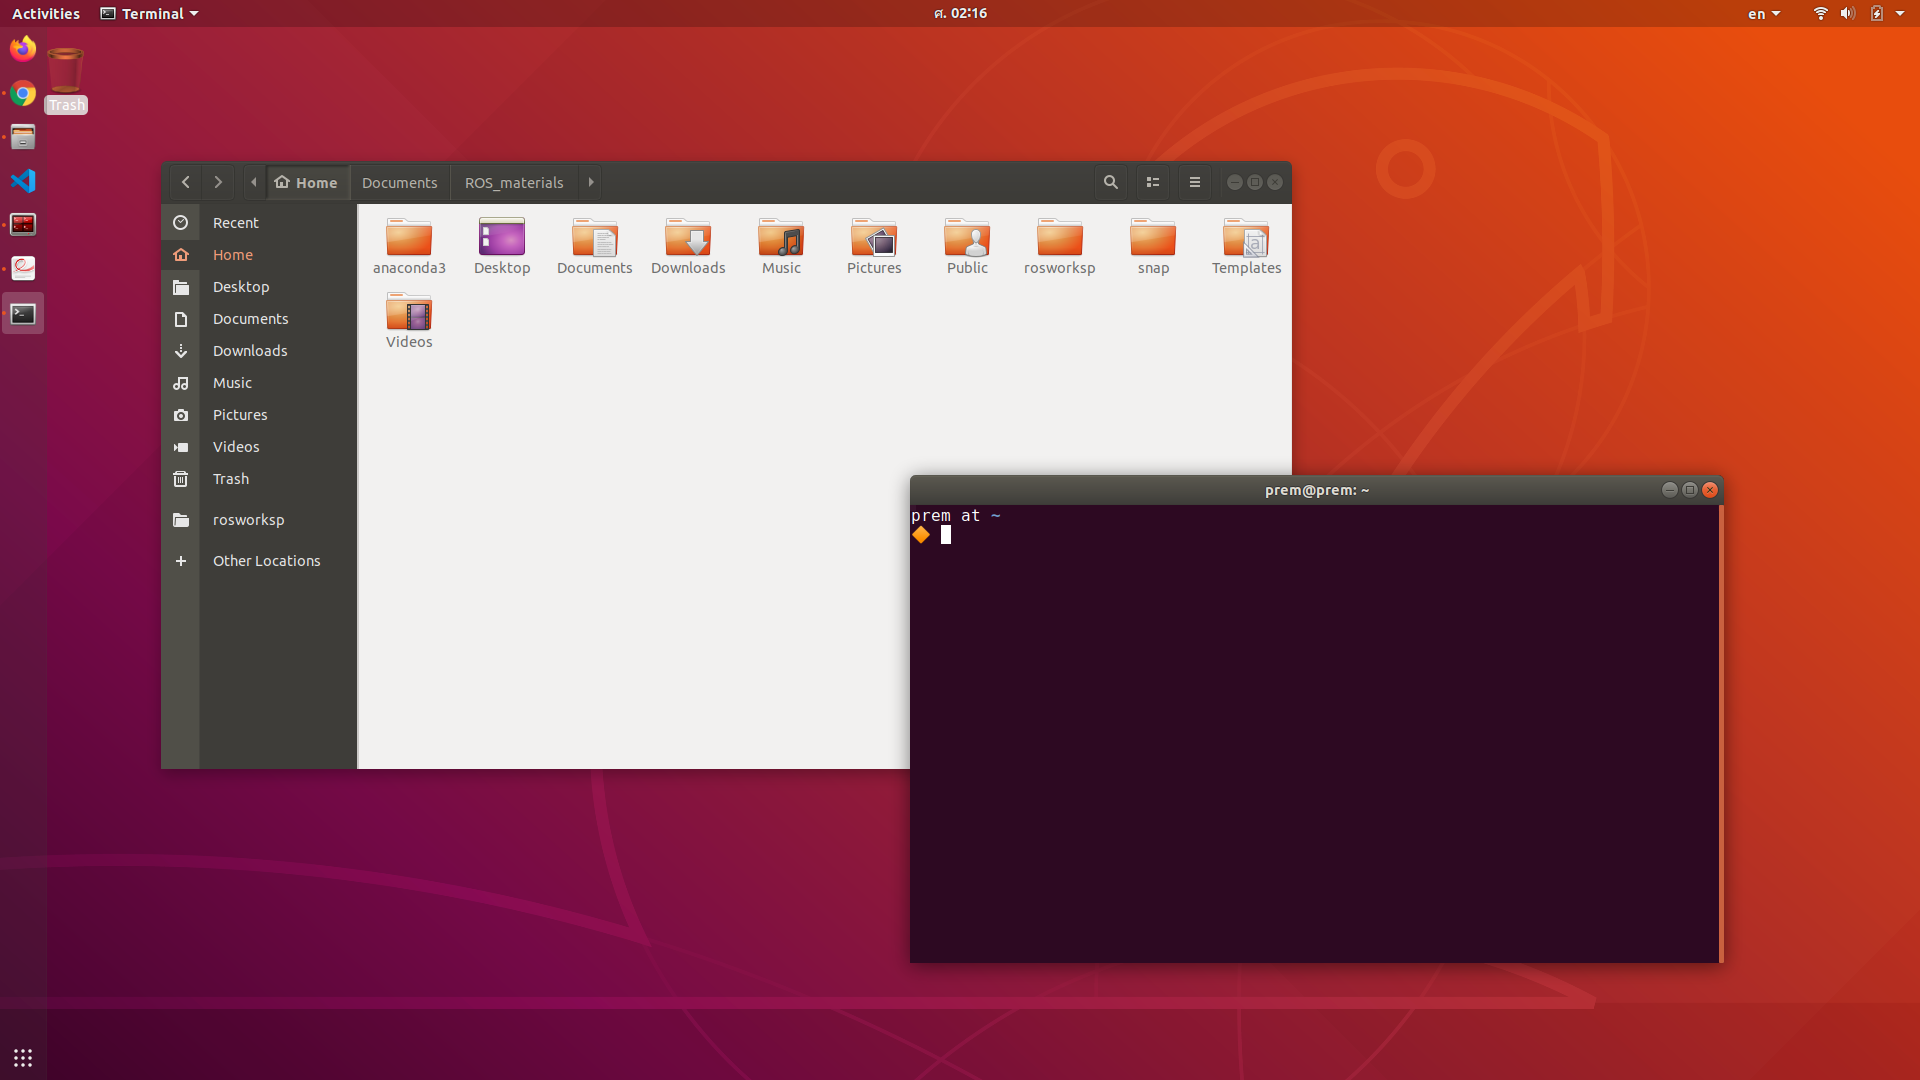 Activities
Terminal
ศ. 02:16
en
Trash
Home
Documents
ROS_materials
Recent
Home
Desktop
Documents
Downloads
Music
Pictures
Videos
Trash
rosworksp
Other Locations
anaconda3
Desktop
Documents
Downloads
Music
Pictures
Public
rosworksp
snap
Templates
Videos
prem@prem: ~
prem at ~